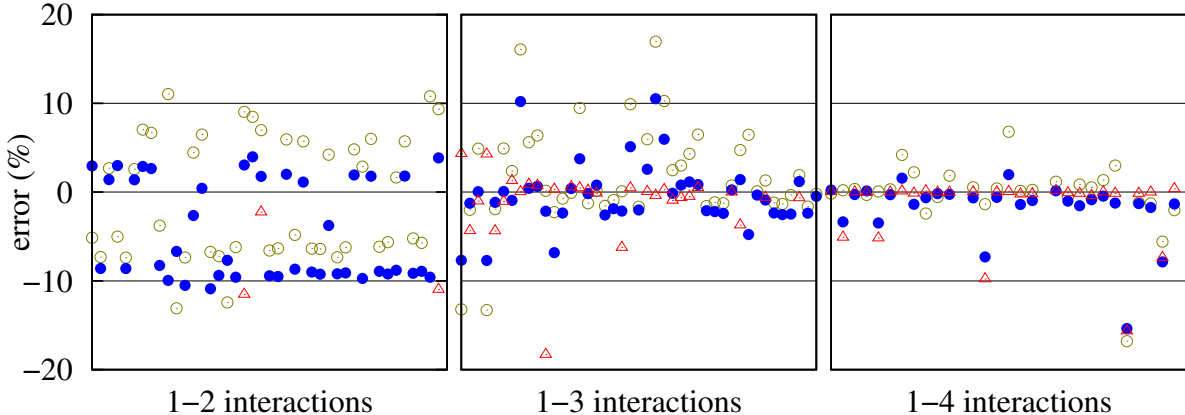 20
10
0
−10
−20
error (%)
1−2 interactions
1−3 interactions
1−4 interactions